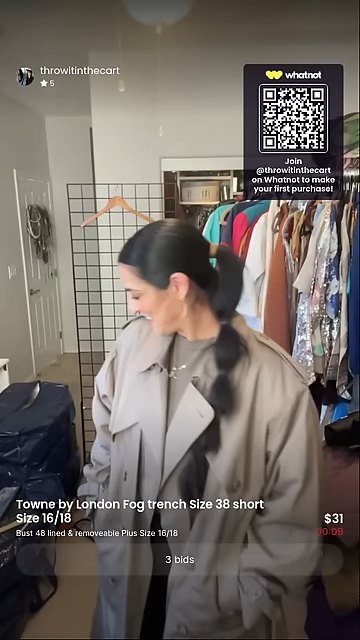 throwitinthecart
★ 5
whatnot
Join
@throwitinthecart
on Whatnot to make
your first purchase!
Towne by London Fog trench Size 38 short
Size 16/18
$31
Bust 48 lined & removeable Plus Size 16/18
00:09
3 bids